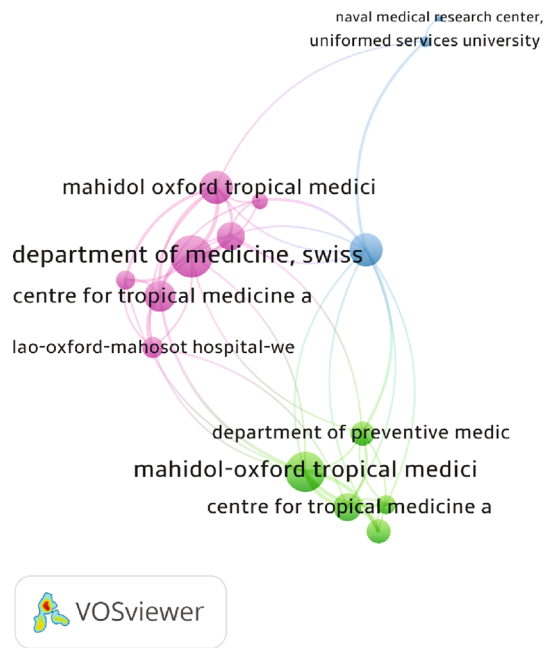 naval medical research center,
uniformed services university
mahidol oxford tropical medici
department of medicine, swiss
centre for tropical medicine a
lao-oxford-mahosot hospital-we
department of preventive medic
mahidol-oxford tropical medici
centre for tropical medicine a
VOSviewer